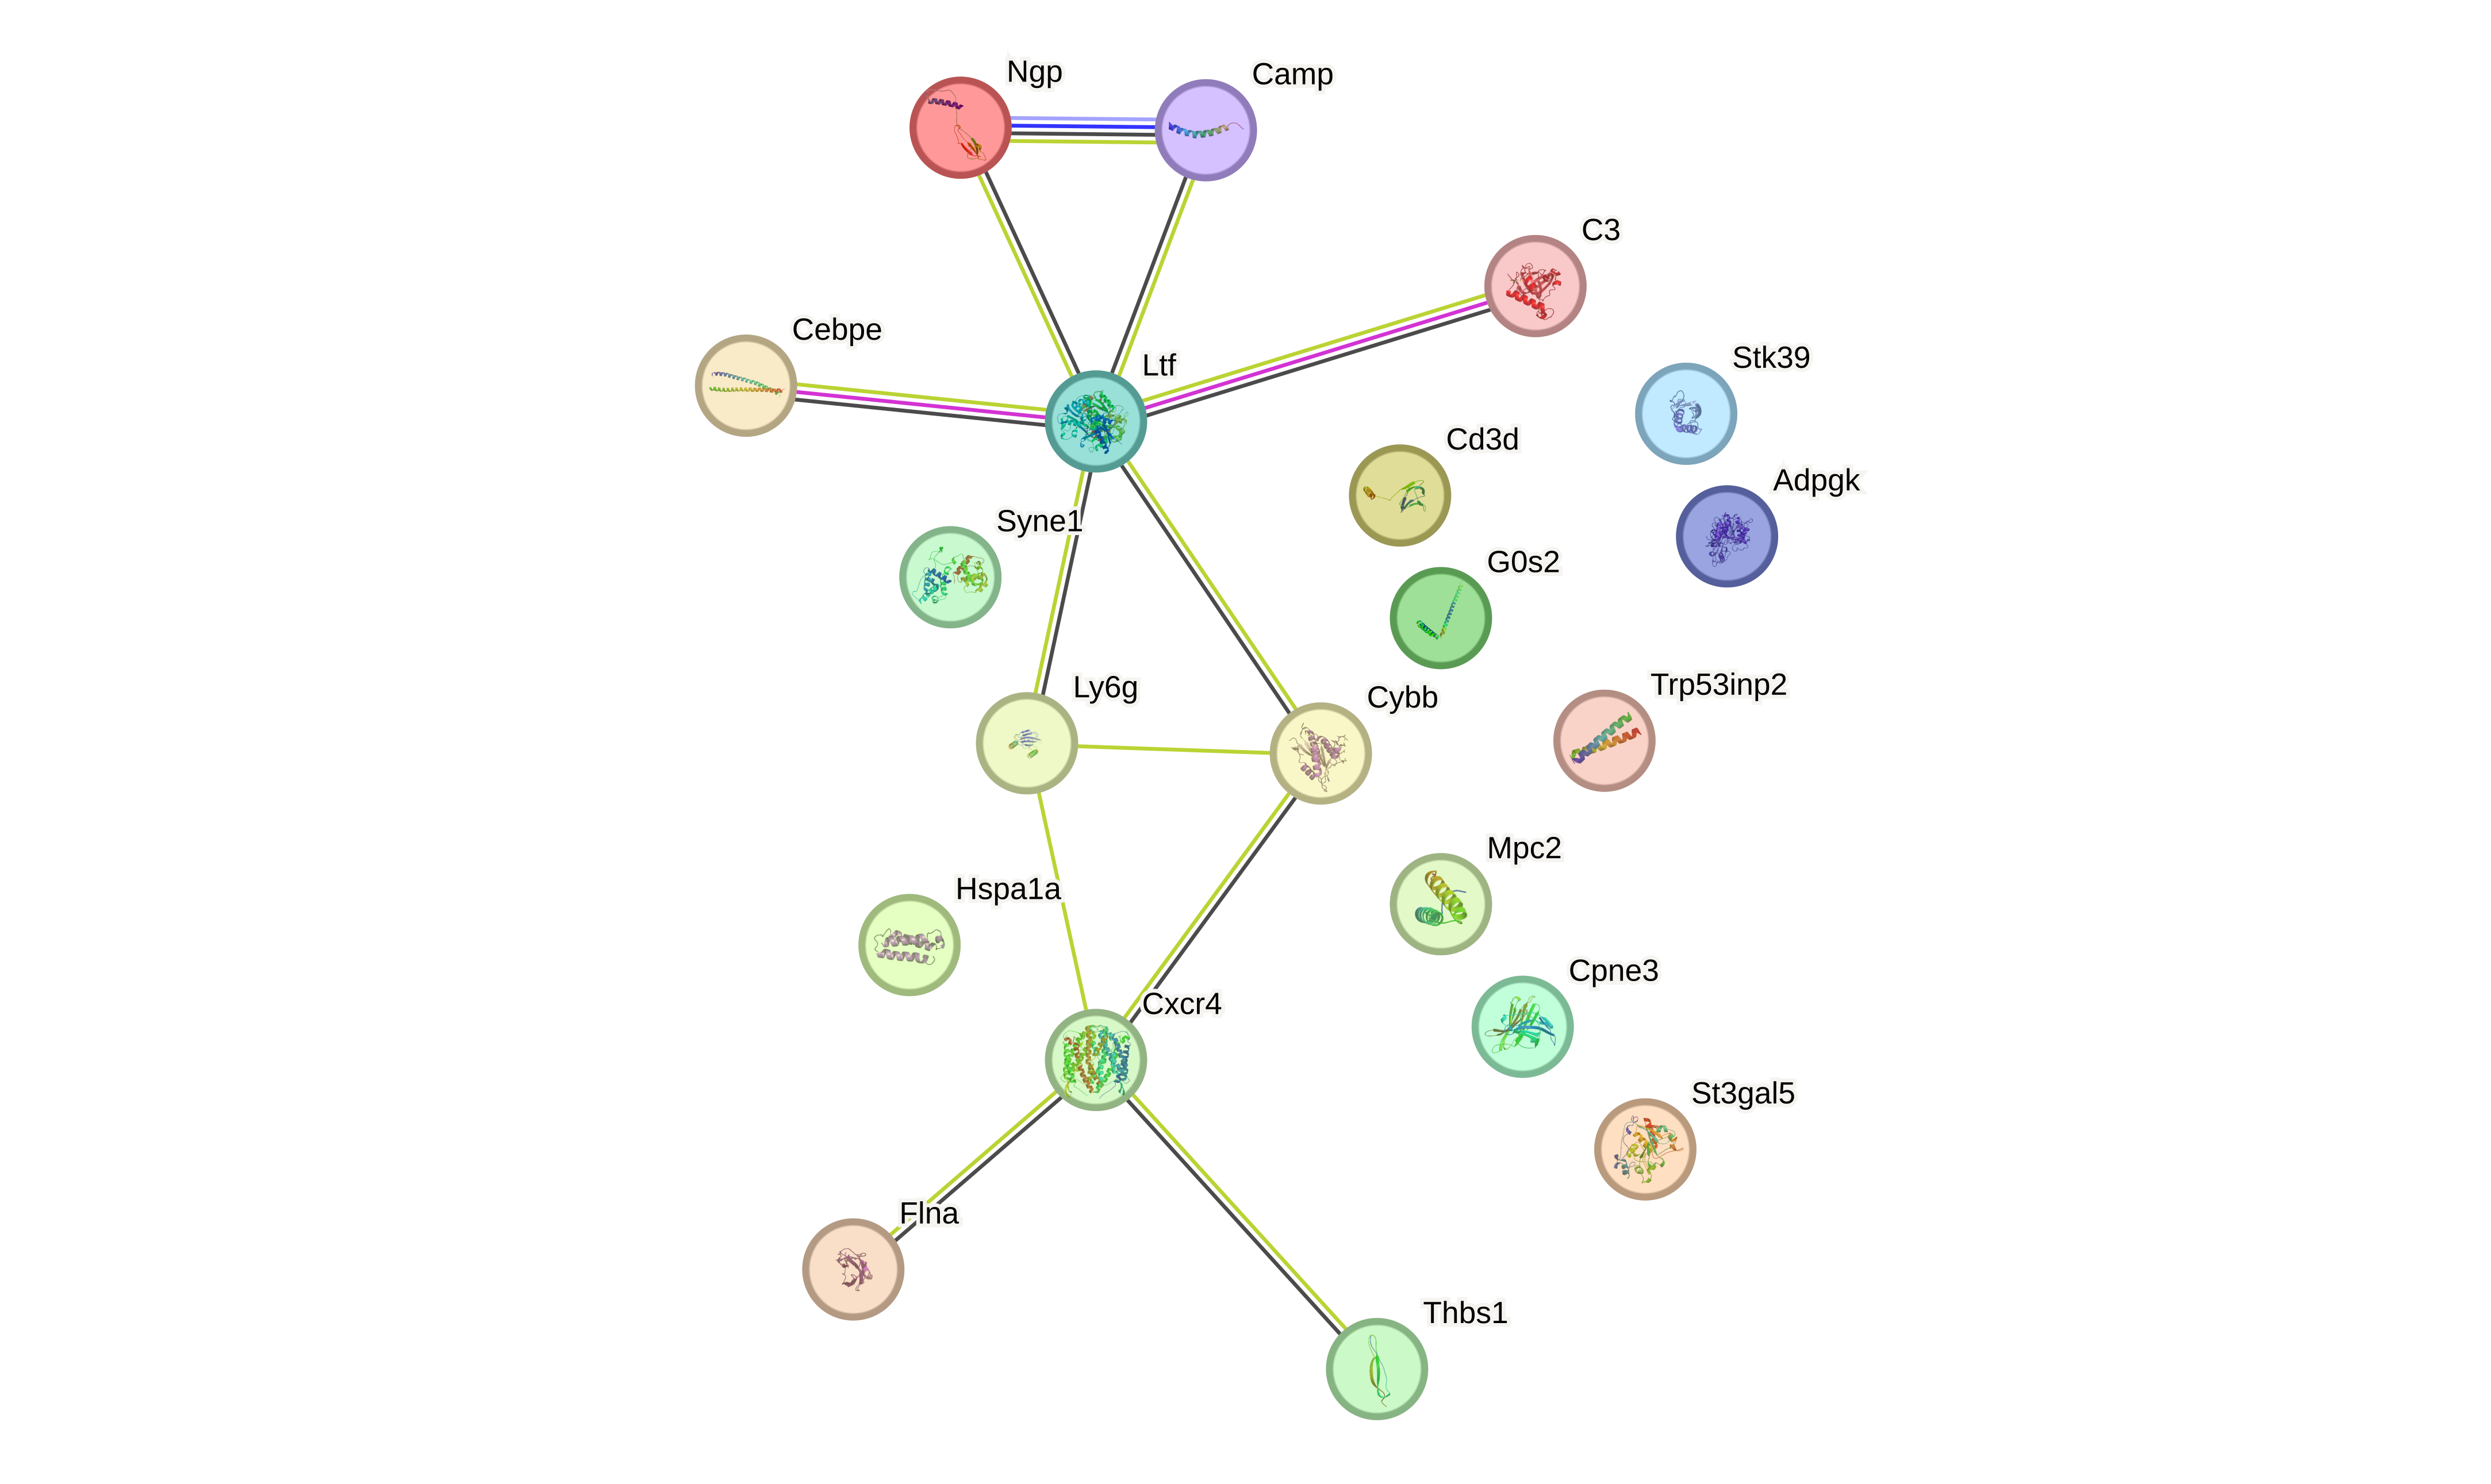 Ngp
Camp
C3
Cebpe
Stk39
Ltf
Cd3d
Adpgk
Syne1
G0s2
Trp53inp2
Ly6g
Cybb
Mpc2
Hspa1a
Cpne3
Cxcr4
St3gal5
Flna
Thbs1